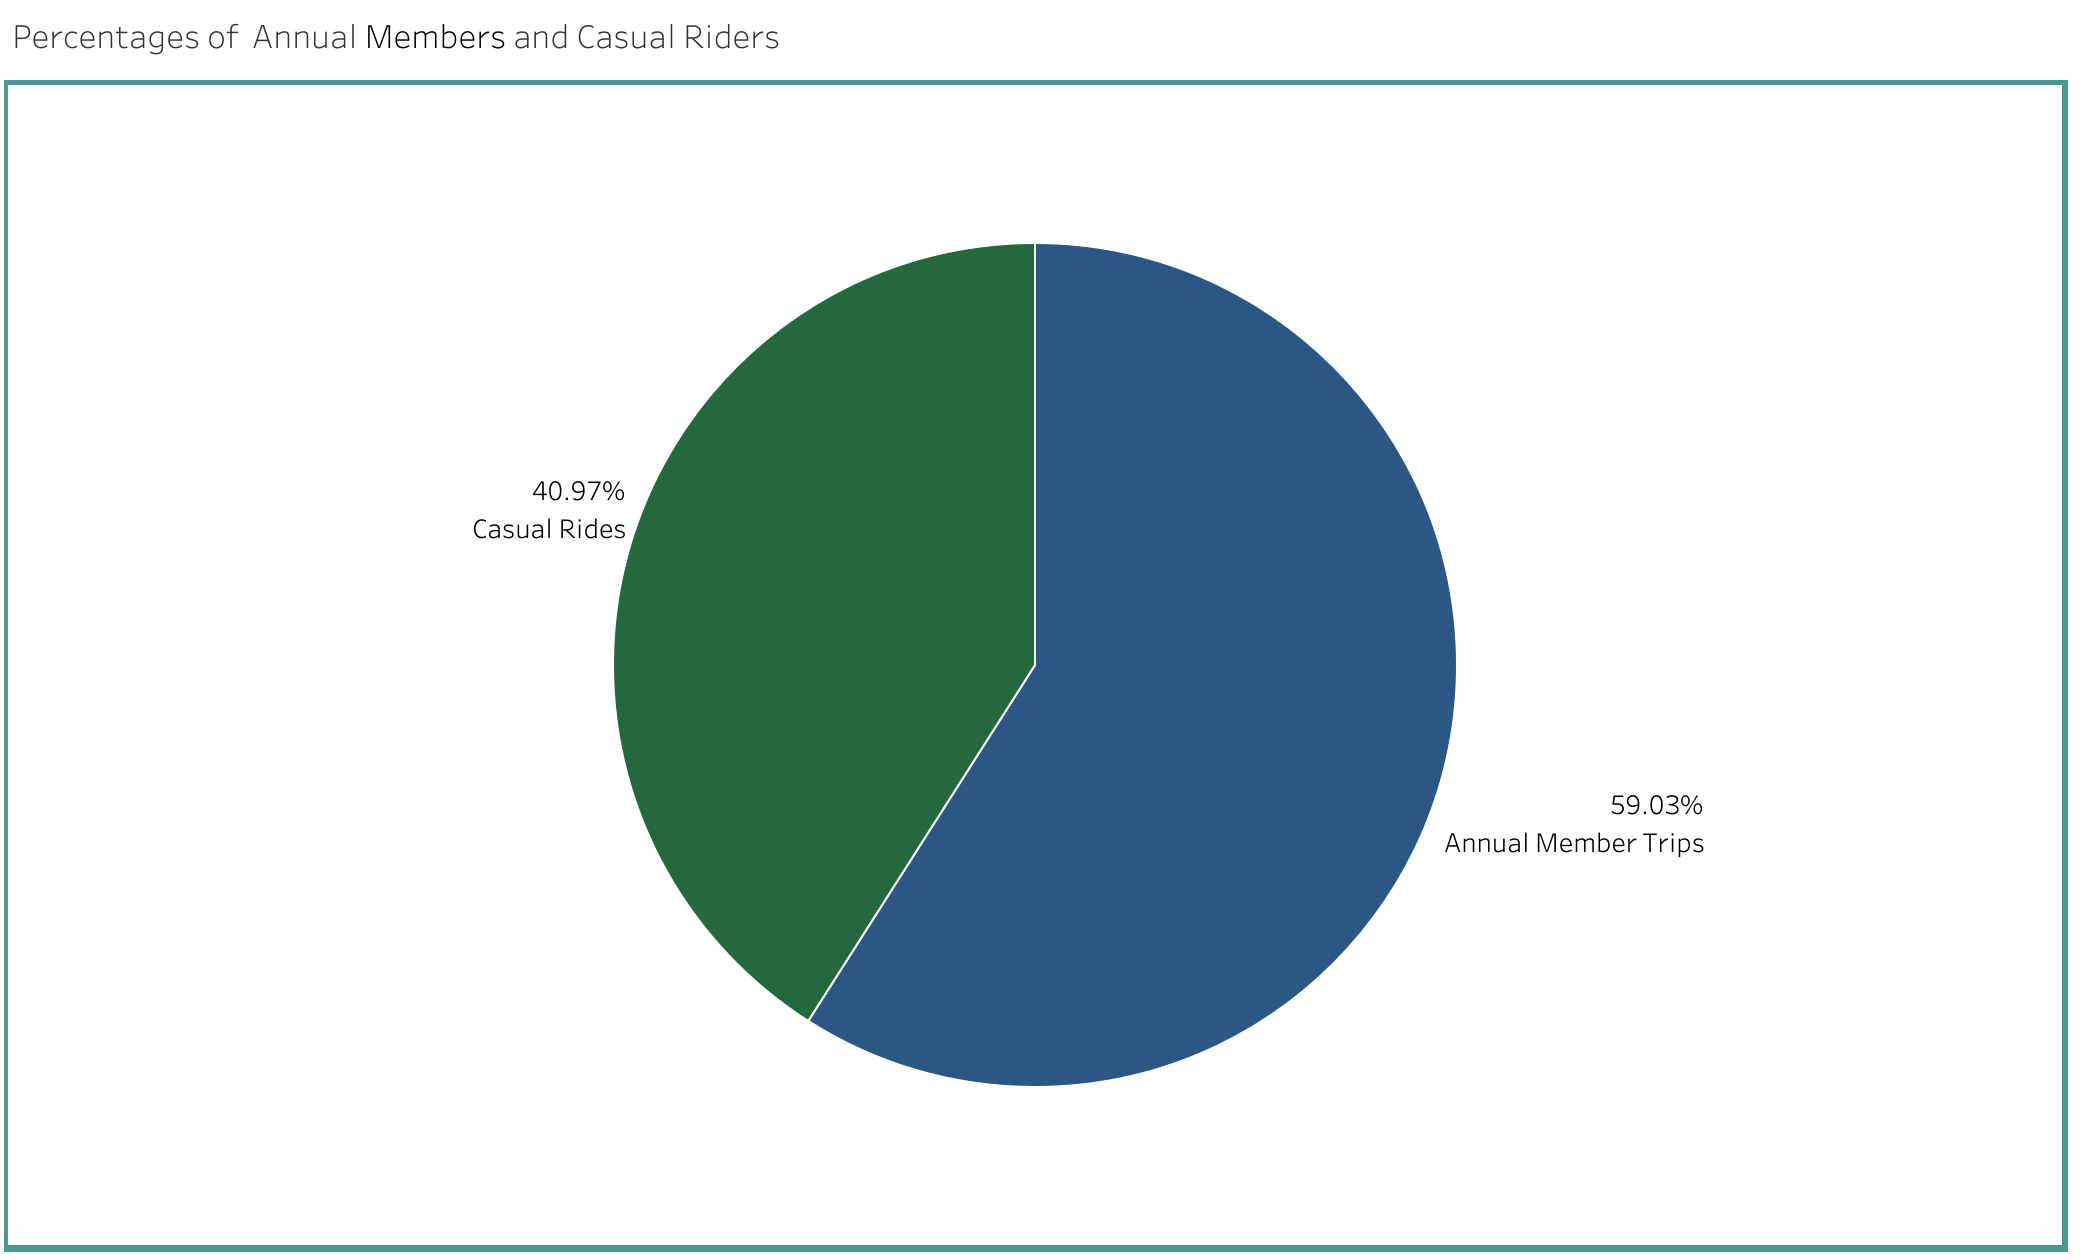 Percentages of  Annual Members and Casual Riders
40.97%
Casual Rides
59.03%
Annual Member Trips